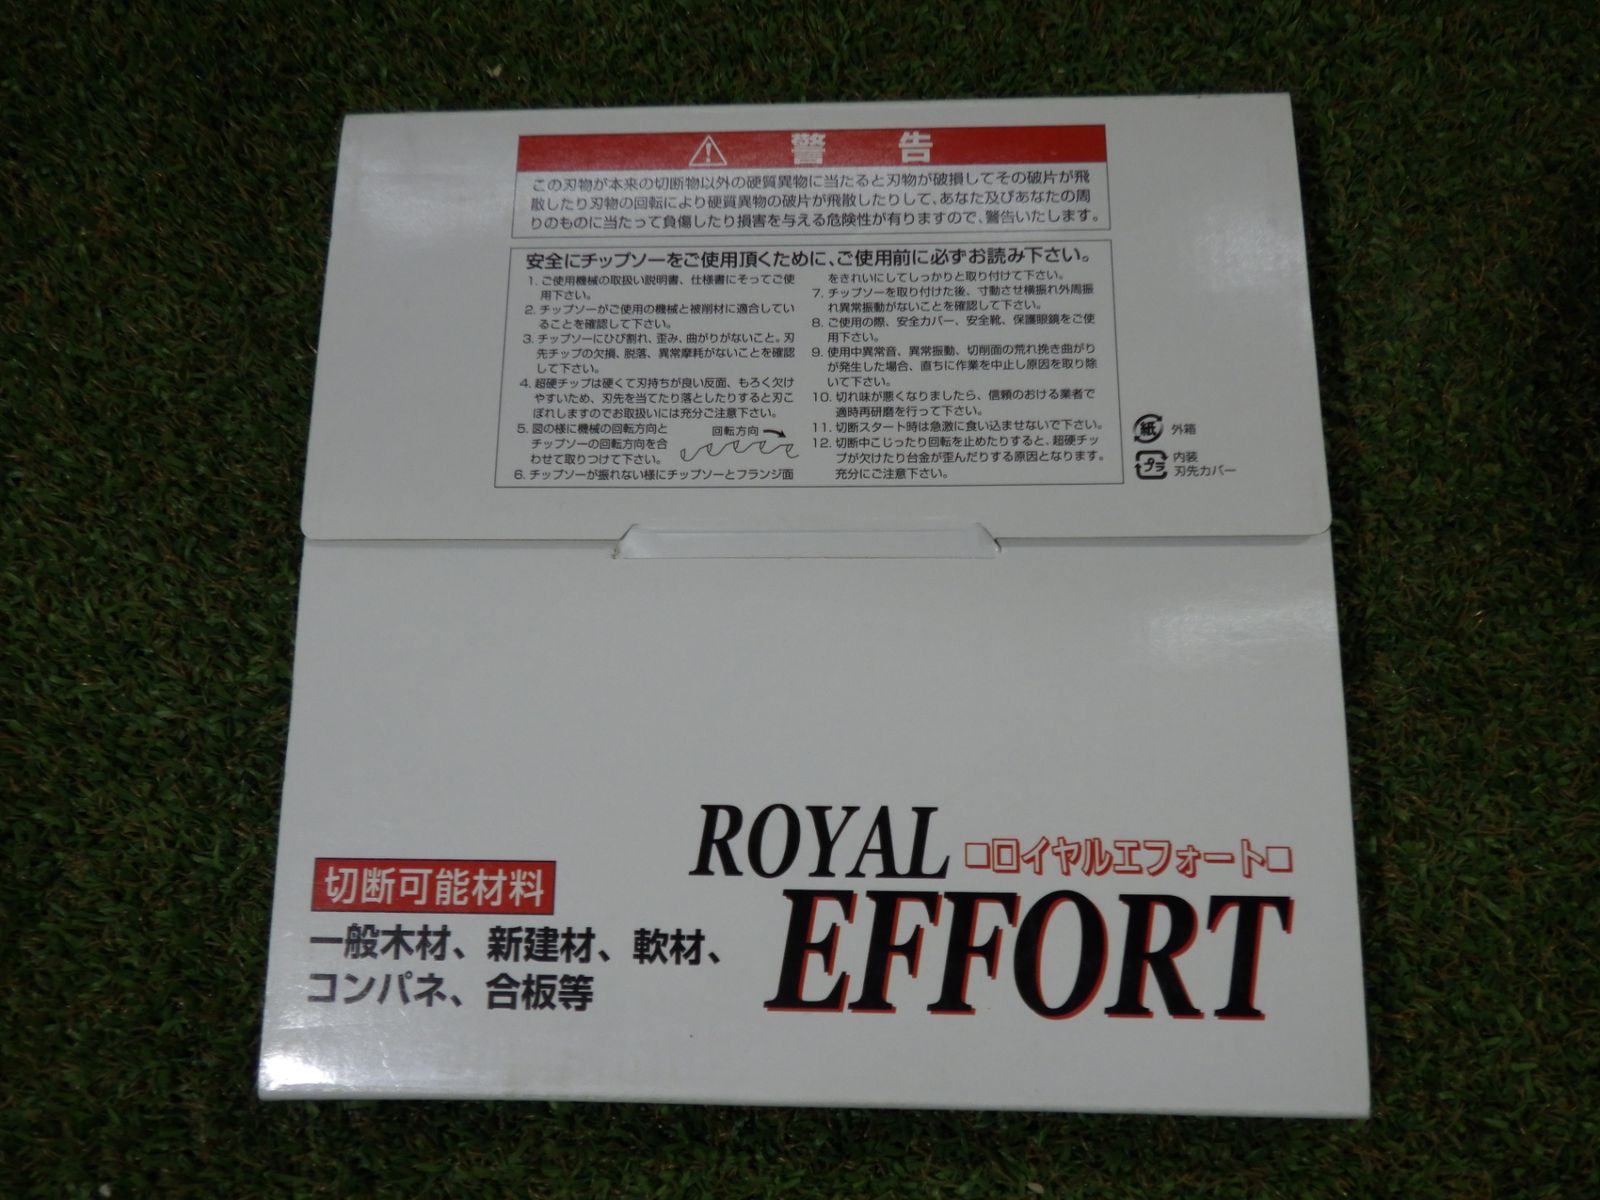 警告
この刃物が本来の切断物以外の硬質異物に当たると刃物が破損してその破片が飛
散したり刃物の回転により硬質異物の破片が飛散したりして、あなた及びあなたの周
りのものに当たって負傷したり損害を与える危険性が有りますので、警告いたします。
安全にチップソーをご使用頂くために、ご使用前に必ずお読み下さい。
1. ご使用機械の取扱い説明書、仕様書にそってご使
用下さい。
2. チップソーがご使用の機械と被削材に適合してい
ることを確認して下さい。
3. チップソーにひび割れ、歪み、曲がりがないこと。刃
先チップの欠損、脱落、異常摩耗がないことを確認
して下さい。
4. 超硬チップは硬くて刃持ちが良い反面、もろく欠け
やすいため、刃先を当てたり落としたりすると刃こ
ぼれしますのでお取扱いには充分ご注意下さい。
5. 図の様に機械の回転方向と
チップソーの回転方向を合
わせて取りつけて下さい。
回転方向
6. チップソーが振れない様にチップソーとフランジ面
をきれいにしてしっかりと取り付けて下さい。
7. チップソーを取り付けた後、寸動させ横振れ外周振
れ異常振動がないことを確認して下さい。
8. ご使用の際、安全カバー、安全靴、保護眼鏡をご使
用下さい。
9. 使用中異常音、異常振動、切削面の荒れ挽き曲がり
が発生した場合、直ちに作業を中止し原因を取り除
いて下さい。
10. 切れ味が悪くなりましたら、信頼のおける業者で
適時再研磨を行って下さい。
11. 切断スタート時は急激に食い込ませないで下さい。
12. 切断中こじったり回転を止めたりすると、超硬チッ
プが欠けたり台金が歪んだりする原因となります。
充分にご注意下さい。
紙 外箱
プラ 内装
刃先カバー
ROYAL
□ロイヤルエフォート□
EFFORT
切断可能材料
一般木材、新建材、軟材、
コンパネ、合板等